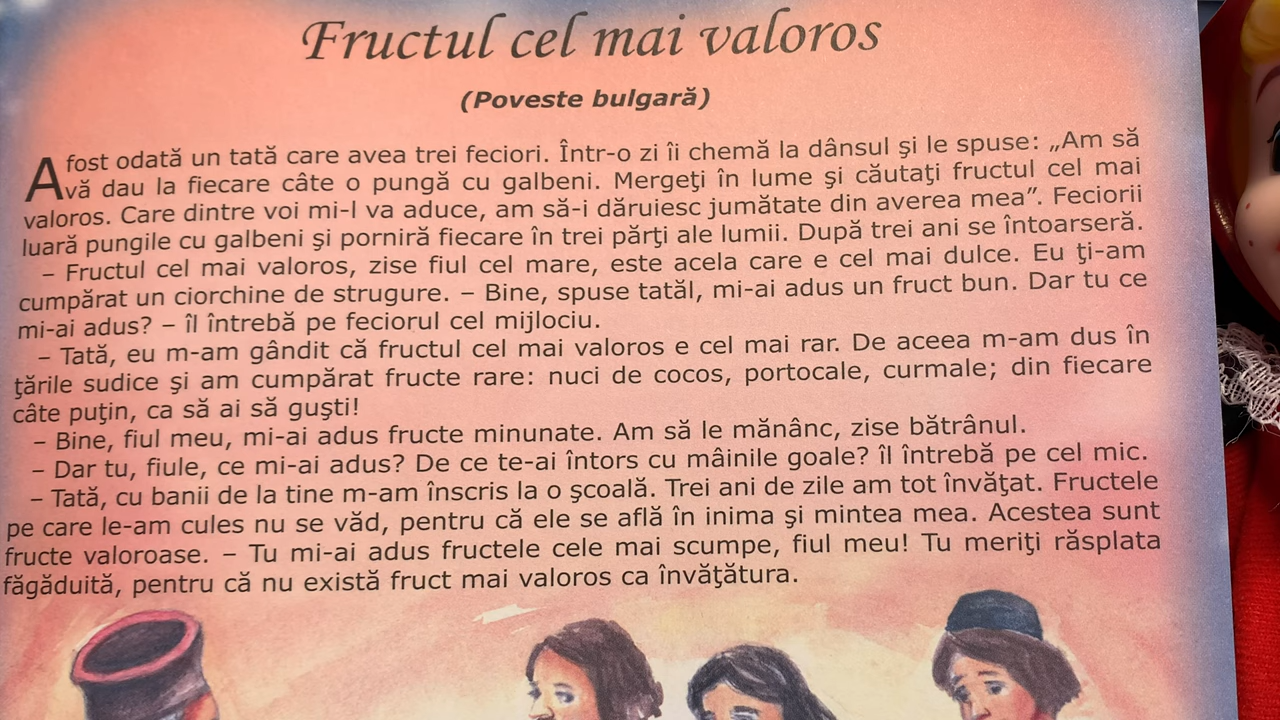 Fructul cel mai valoros
(Poveste bulgară)
A fost odată un tată care avea trei feciori. Într-o zi îi chemă la dânsul şi le spuse: „Am să
vă dau la fiecare câte o pungă cu galbeni. Mergeţi în lume şi căutaţi fructul cel mai
valoros. Care dintre voi mi-l va aduce, am să-i dăruiesc jumătate din averea mea”. Feciorii
luară pungile cu galbeni şi porniră fiecare în trei părţi ale lumii. După trei ani se întoarseră.
– Fructul cel mai valoros, zise fiul cel mare, este acela care e cel mai dulce. Eu ţi-am
cumpărat un ciorchine de strugure. – Bine, spuse tatăl, mi-ai adus un fruct bun. Dar tu ce
mi-ai adus? – îl întrebă pe feciorul cel mijlociu.
– Tată, eu m-am gândit că fructul cel mai valoros e cel mai rar. De aceea m-am dus în
ţările sudice şi am cumpărat fructe rare: nuci de cocos, portocale, curmale; din fiecare
câte puţin, ca să ai să guşti!
– Bine, fiul meu, mi-ai adus fructe minunate. Am să le mănânc, zise bătrânul.
– Dar tu, fiule, ce mi-ai adus? De ce te-ai întors cu mâinile goale? îl întrebă pe cel mic.
– Tată, cu banii de la tine m-am înscris la o şcoală. Trei ani de zile am tot învăţat. Fructele
pe care le-am cules nu se văd, pentru că ele se află în inima şi mintea mea. Acestea sunt
fructe valoroase. – Tu mi-ai adus fructele cele mai scumpe, fiul meu! Tu meriţi răsplata
făgăduită, pentru că nu există fruct mai valoros ca învăţătura.